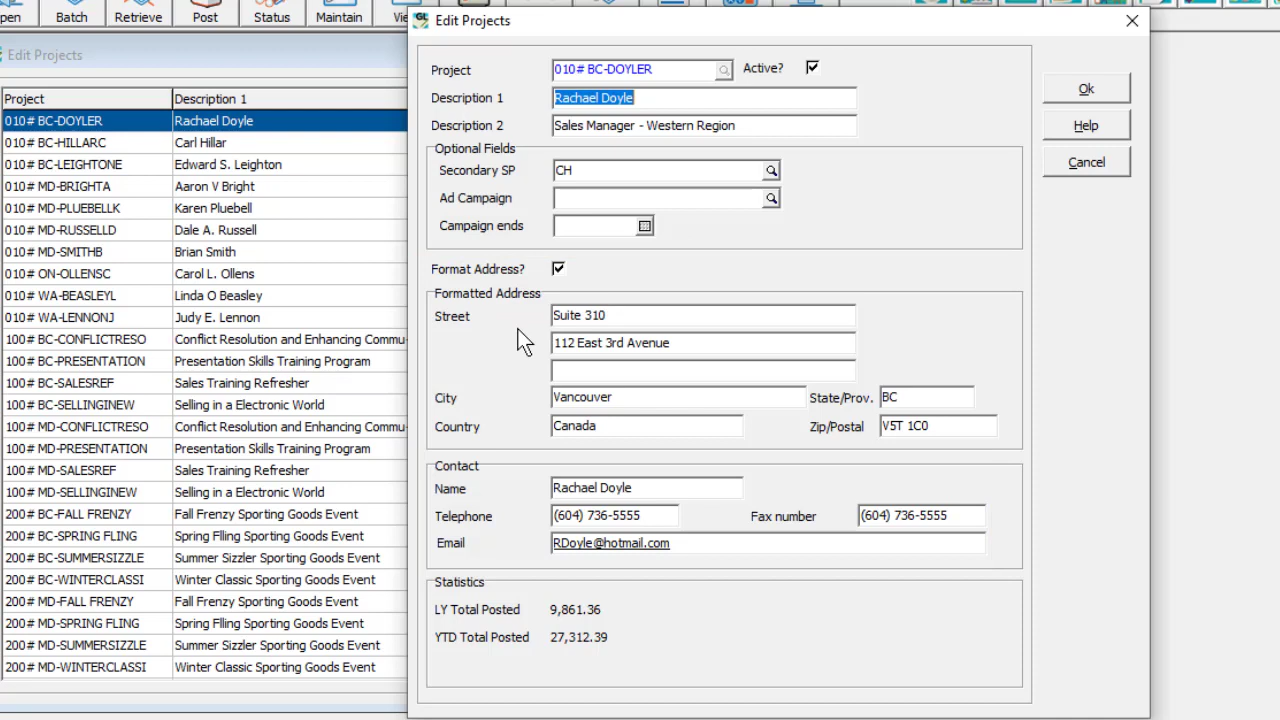 Batch
Retrieve
Post
Status
Maintain
Edit Projects
Project Description 1
010# BC-DOYLER Rachael Doyle
010# BC-HILLARC Carl Hillar
010# BC-LEIGHTONE Edward S. Leighton
010# MD-BRIGHTA Aaron V Bright
010# MD-PLUEBELLK Karen Pluebell
010# MD-RUSSELLD Dale A. Russell
010# MD-SMITHB Brian Smith
010# ON-OLLENSC Carol L. Ollens
010# WA-BEASLEYL Linda O Beasley
010# WA-LENNONJ Judy E. Lennon
100# BC-CONFLICTRESO Conflict Resolution and Enhancing Commu
100# BC-PRESENTATION Presentation Skills Training Program
100# BC-SALESREF Sales Training Refresher
100# BC-SELLINGINEW Selling in a Electronic World
100# MD-CONFLICTRESO Conflict Resolution and Enhancing Commu
100# MD-PRESENTATION Presentation Skills Training Program
100# MD-SALESREF Sales Training Refresher
100# MD-SELLINGINEW Selling in a Electronic World
200# BC-FALL FRENZY Fall Frenzy Sporting Goods Event
200# BC-SPRING FLING Spring Flling Sporting Goods Event
200# BC-SUMMERSIZZLE Summer Sizzler Sporting Goods Event
200# BC-WINTERCLASSI Winter Classic Sporting Goods Event
200# MD-FALL FRENZY Fall Frenzy Sporting Goods Event
200# MD-SPRING FLING Spring Flling Sporting Goods Event
200# MD-SUMMERSIZZLE Summer Sizzler Sporting Goods Event
200# MD-WINTERCLASSI Winter Classic Sporting Goods Event
GL Edit Projects
Project 010# BC-DOYLER Active?
Description 1 Rachael Doyle
Description 2 Sales Manager - Western Region
Optional Fields
Secondary SP CH
Ad Campaign
Campaign ends
Format Address?
Formatted Address
Street Suite 310
112 East 3rd Avenue
City Vancouver State/Prov. BC
Country Canada Zip/Postal V5T 1C0
Contact
Name Rachael Doyle
Telephone (604) 736-5555 Fax number (604) 736-5555
Email RDoyle@hotmail.com
Statistics
LY Total Posted 9,861.36
YTD Total Posted 27,312.39
Ok
Help
Cancel